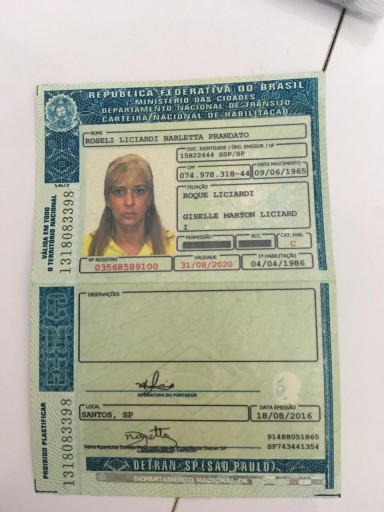 REPÚBLICA FEDERATIVA DO BRASIL
MINISTÉRIO DAS CIDADES
DEPARTAMENTO NACIONAL DE TRÂNSITO
CARTEIRA NACIONAL DE HABILITAÇÃO
NOME
ROSELI LICIARDI BARLETTA PRANDATO
DOC. IDENTIDADE / ÓRG. EMISSOR / UF
15822444 SSP/SP
CPF
DATA NASCIMENTO
074.978.318-44
09/06/1965
FILIAÇÃO
ROQUE LICIARDI
GISELLE MARTON LICIARD
I
PERMISSÃO
ACC
CAT. HAB.
C
Nº REGISTRO
VALIDADE
1ª HABILITAÇÃO
03568589100
31/08/2020
04/04/1986
VÁLIDA EM TODO
O TERRITÓRIO NACIONAL
1318083398
OBSERVAÇÕES
ASSINATURA DO PORTADOR
LOCAL
DATA EMISSÃO
SANTOS, SP
18/08/2016
91488051865
SP743441354
PROIBIDO PLASTIFICAR
1318083398
DETRAN-SP (SÃO PAULO)
DEPARTAMENTO NACIONAL DE